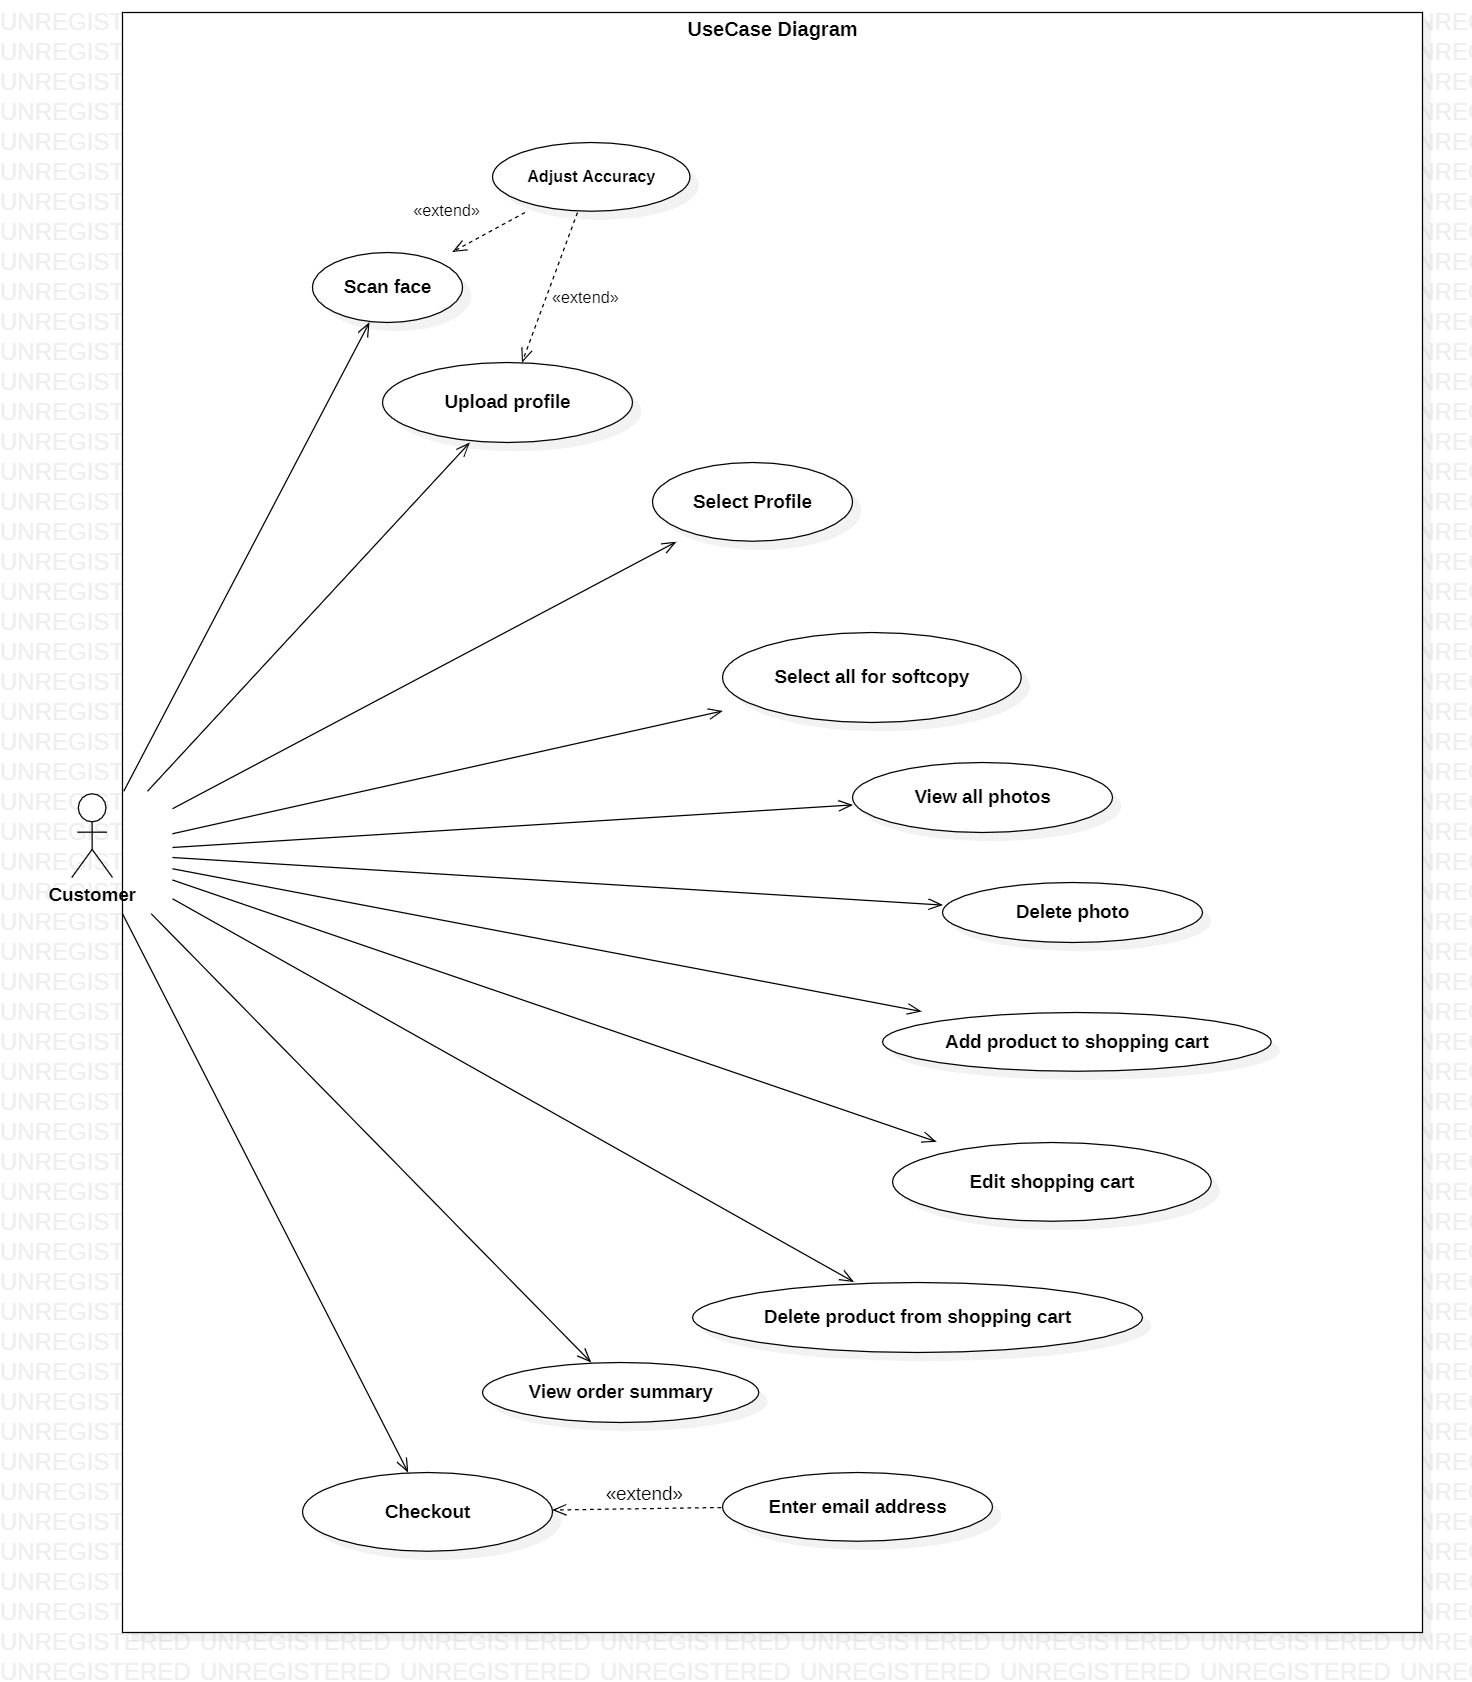 UseCase Diagram
Adjust Accuracy
«extend»
Scan face
«extend»
Upload profile
Select Profile
Select all for softcopy
View all photos
Customer
Delete photo
Add product to shopping cart
Edit shopping cart
Delete product from shopping cart
View order summary
«extend»
Checkout
Enter email address
UNREGISTERED UNREGISTERED UNREGISTERED UNREGISTERED UNREGISTERED UNREGISTERED UNREGISTERED
UNREGISTERED UNREGISTERED UNREGISTERED UNREGISTERED UNREGISTERED UNREGISTERED UNREGISTERED